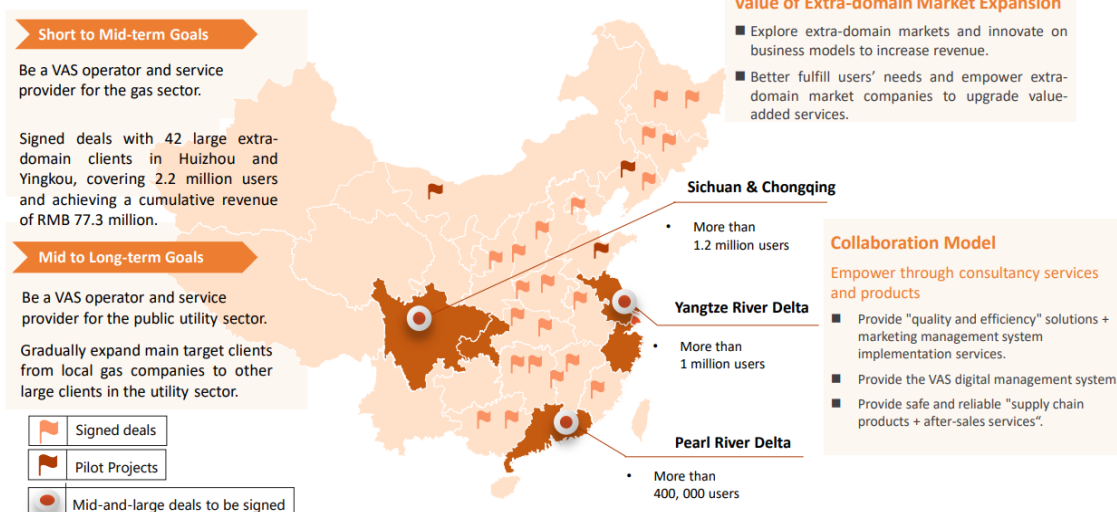 Short to Mid-term Goals
Be a VAS operator and service
provider for the gas sector.
Signed deals with 42 large extra-
domain clients in Huizhou and
Yingkou, covering 2.2 million users
and achieving a cumulative revenue
of RMB 77.3 million.
Mid to Long-term Goals
Be a VAS operator and service
provider for the public utility sector.
Gradually expand main target clients
from local gas companies to other
large clients in the utility sector.
Signed deals
Pilot Projects
Mid-and-large deals to be signed
Value of Extra-domain Market Expansion
■ Explore extra-domain markets and innovate on
business models to increase revenue.
■ Better fulfill users' needs and empower extra-
domain market companies to upgrade value-
added services.
Sichuan & Chongqing
• More than
1.2 million users
Yangtze River Delta
• More than
1 million users
Pearl River Delta
• More than
400, 000 users
Collaboration Model
Empower through consultancy services
and products
■ Provide "quality and efficiency" solutions +
marketing management system
implementation services.
■ Provide the VAS digital management system
■ Provide safe and reliable "supply chain
products + after-sales services".